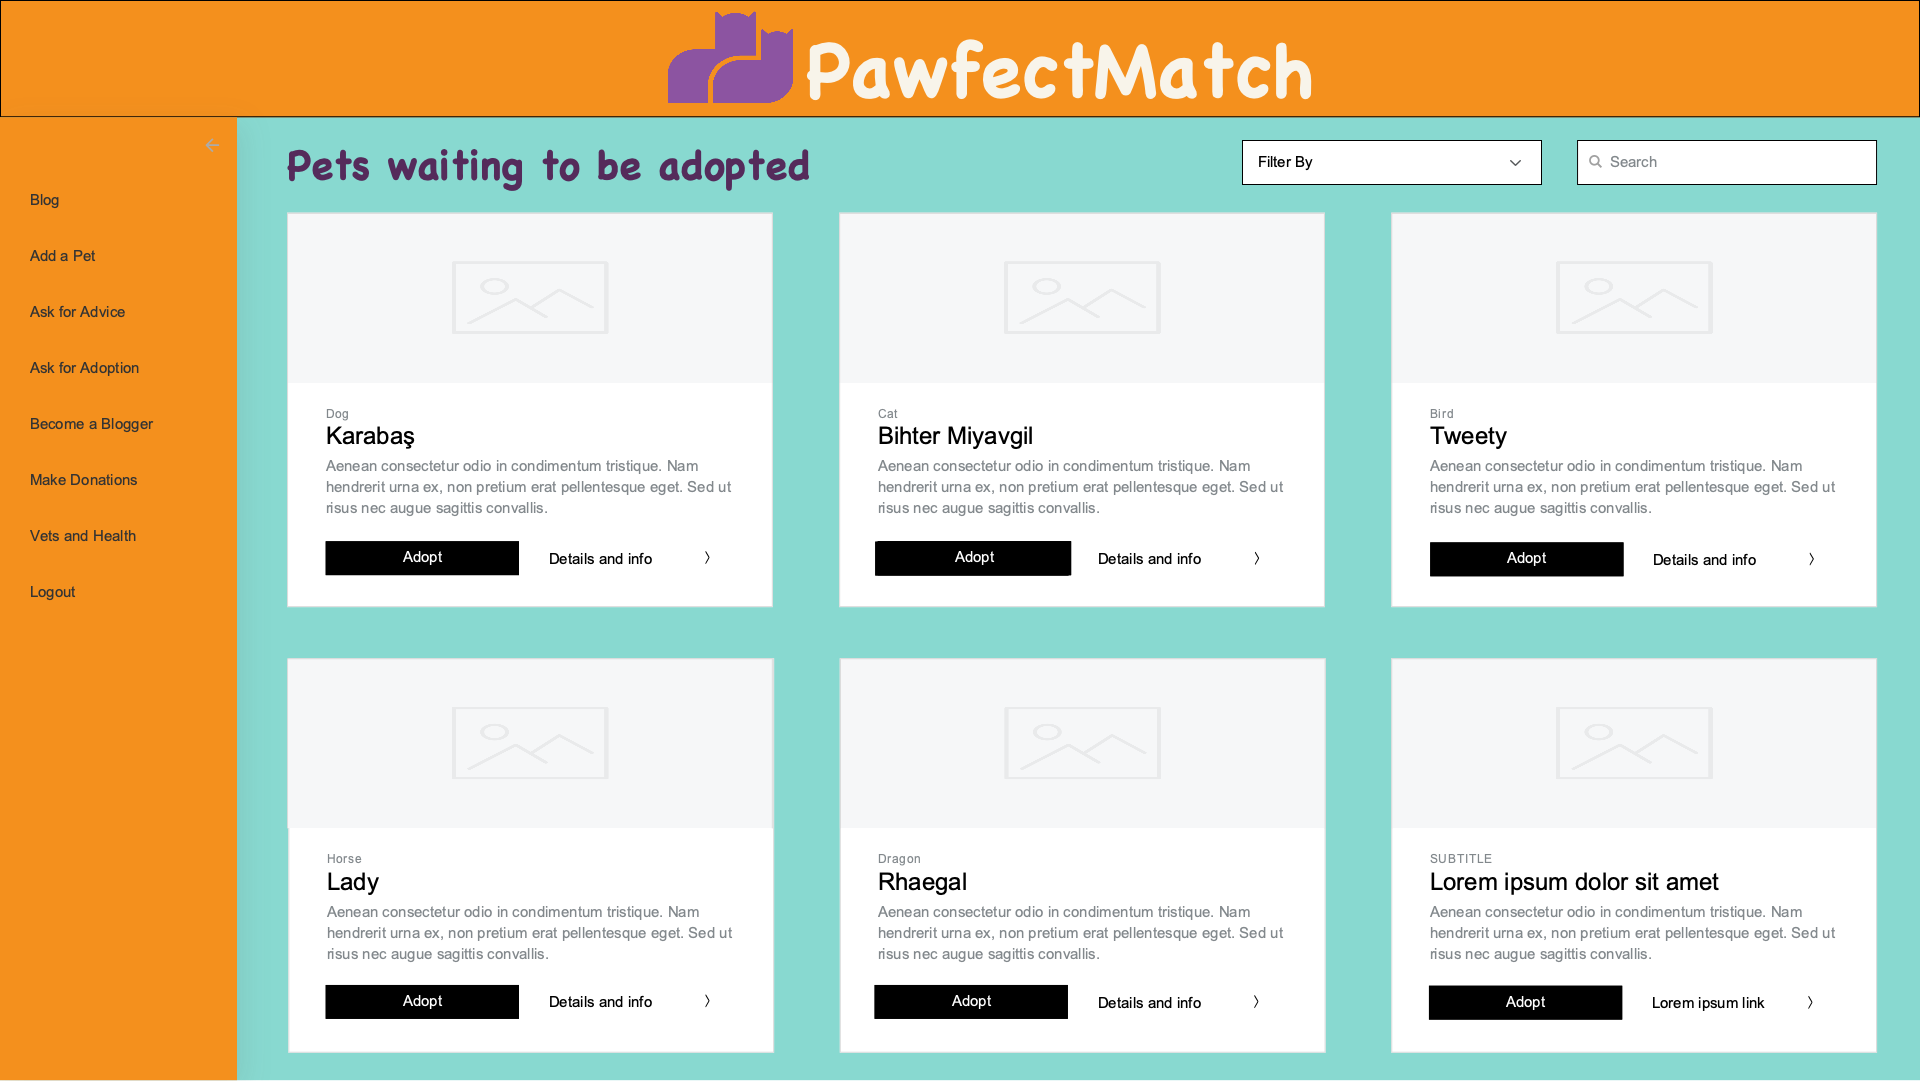 PawfectMatch
Blog
Add a Pet
Ask for Advice
Ask for Adoption
Become a Blogger
Make Donations
Vets and Health
Logout
Pets waiting to be adopted
Filter By
Search
Dog
Karabaş
Aenean consectetur odio in condimentum tristique. Nam
hendrerit urna ex, non pretium erat pellentesque eget. Sed ut
risus nec augue sagittis convallis.
Adopt
Details and info
Cat
Bihter Miyavgil
Aenean consectetur odio in condimentum tristique. Nam
hendrerit urna ex, non pretium erat pellentesque eget. Sed ut
risus nec augue sagittis convallis.
Adopt
Details and info
Bird
Tweety
Aenean consectetur odio in condimentum tristique. Nam
hendrerit urna ex, non pretium erat pellentesque eget. Sed ut
risus nec augue sagittis convallis.
Adopt
Details and info
Horse
Lady
Aenean consectetur odio in condimentum tristique. Nam
hendrerit urna ex, non pretium erat pellentesque eget. Sed ut
risus nec augue sagittis convallis.
Adopt
Details and info
Dragon
Rhaegal
Aenean consectetur odio in condimentum tristique. Nam
hendrerit urna ex, non pretium erat pellentesque eget. Sed ut
risus nec augue sagittis convallis.
Adopt
Details and info
SUBTITLE
Lorem ipsum dolor sit amet
Aenean consectetur odio in condimentum tristique. Nam
hendrerit urna ex, non pretium erat pellentesque eget. Sed ut
risus nec augue sagittis convallis.
Adopt
Lorem ipsum link